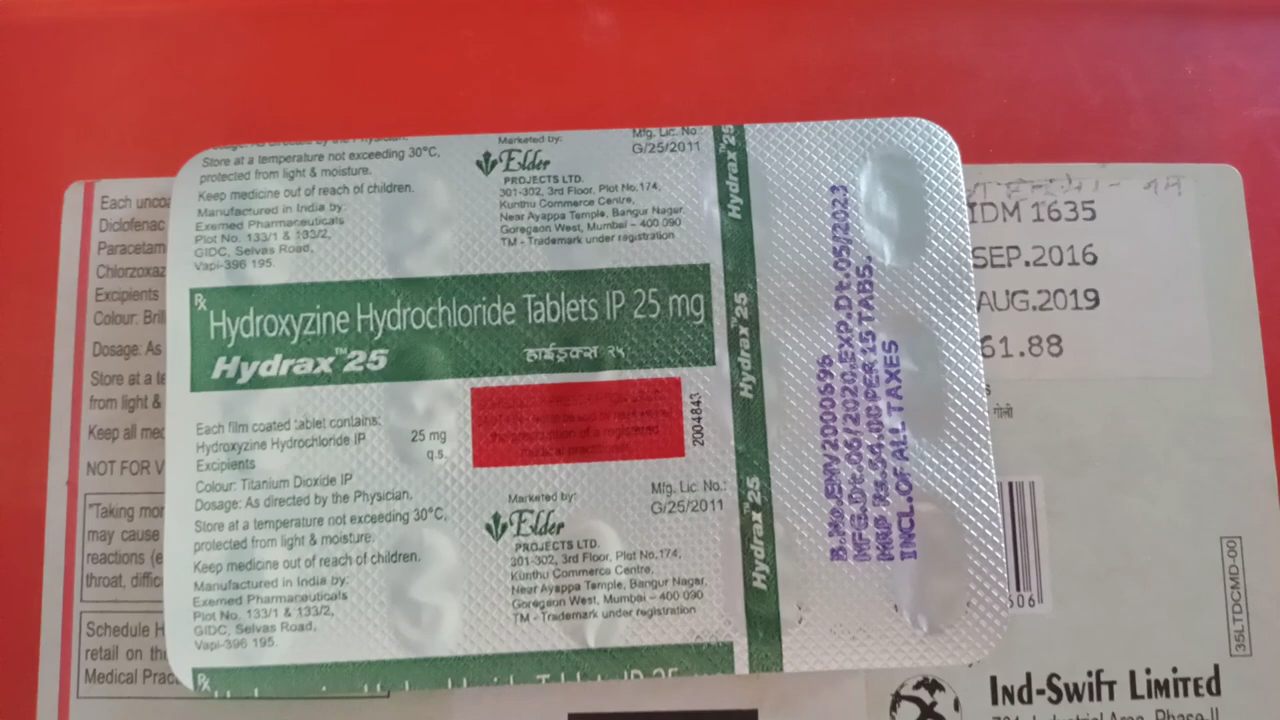 Store at a temperature not exceeding 30°C,
protected from light & moisture.
Keep medicine out of reach of children.
Manufactured in India by:
Exemed Pharmaceuticals
Plot No. 133/1 & 133/2,
GIDC, Selvas Road,
Vapi-396 195.
Marketed by:
Elder
PROJECTS LTD.
301-302, 3rd Floor, Plot No.174,
Kunthu Commerce Centre,
Near Ayappa Temple, Bangur Nagar,
Goregaon West, Mumbai – 400 090
TM - Trademark under registration
Mfg. Lic. No.:
G/25/2011
Rx
Hydroxyzine Hydrochloride Tablets IP 25 mg
Hydrax™25
हाईड्रक्स २५
Each film coated tablet contains:
Hydroxyzine Hydrochloride IP 25 mg
Excipients q.s.
Colour: Titanium Dioxide IP
Dosage: As directed by the Physician.
Store at a temperature not exceeding 30°C,
protected from light & moisture.
Keep medicine out of reach of children.
Manufactured in India by:
Exemed Pharmaceuticals
Plot No. 133/1 & 133/2,
GIDC, Selvas Road,
Vapi-396 195.
2004843
Marketed by:
Elder
PROJECTS LTD.
301-302, 3rd Floor, Plot No.174,
Kunthu Commerce Centre,
Near Ayappa Temple, Bangur Nagar,
Goregaon West, Mumbai – 400 090
TM - Trademark under registration
Mfg. Lic. No.:
G/25/2011
Rx
Hydrax™25
Hydrax™25
Hydrax™25
B.No.EMV2000596
MFG.Dt.06/2020.EXP.Dt.05/2023
MRP Rs.54.00 PER 15 TABS.
INCL.OF ALL TAXES
Each unco
Diclofenac
Paracetam
Chlorzoxaz
Excipients
Colour: Bril
Dosage: As
Store at a te
from light &
Keep all med
NOT FOR V
"Taking mor
may cause
reactions (e
throat, diffic
Schedule H
retail on th
Medical Prac
IDM 1635
SEP.2016
AUG.2019
61.88
गोली
506
35LTDCMD-00
Ind-Swift Limited